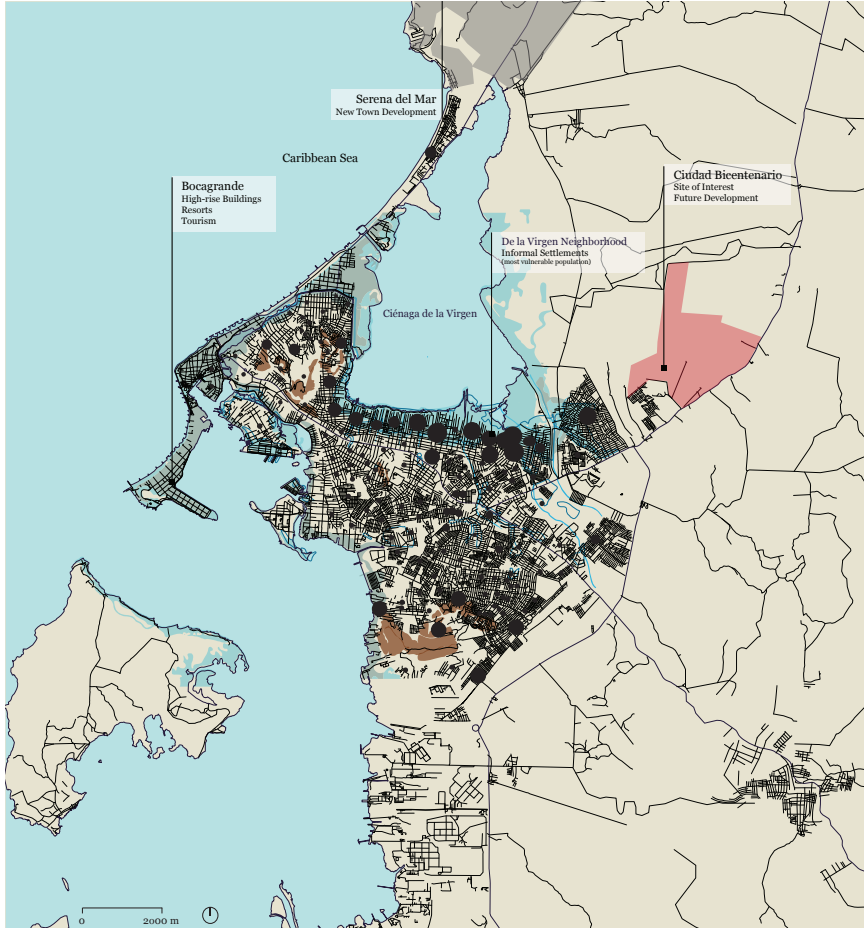 Serena del Mar
New Town Development
Caribbean Sea
Bocagrande
High-rise Buildings
Resorts
Tourism
Ciudad Bicentenario
Site of Interest
Future Development
De la Virgen Neighborhood
Informal Settlements
(most vulnerable population)
Ciénaga de la Virgen
0 2000 m